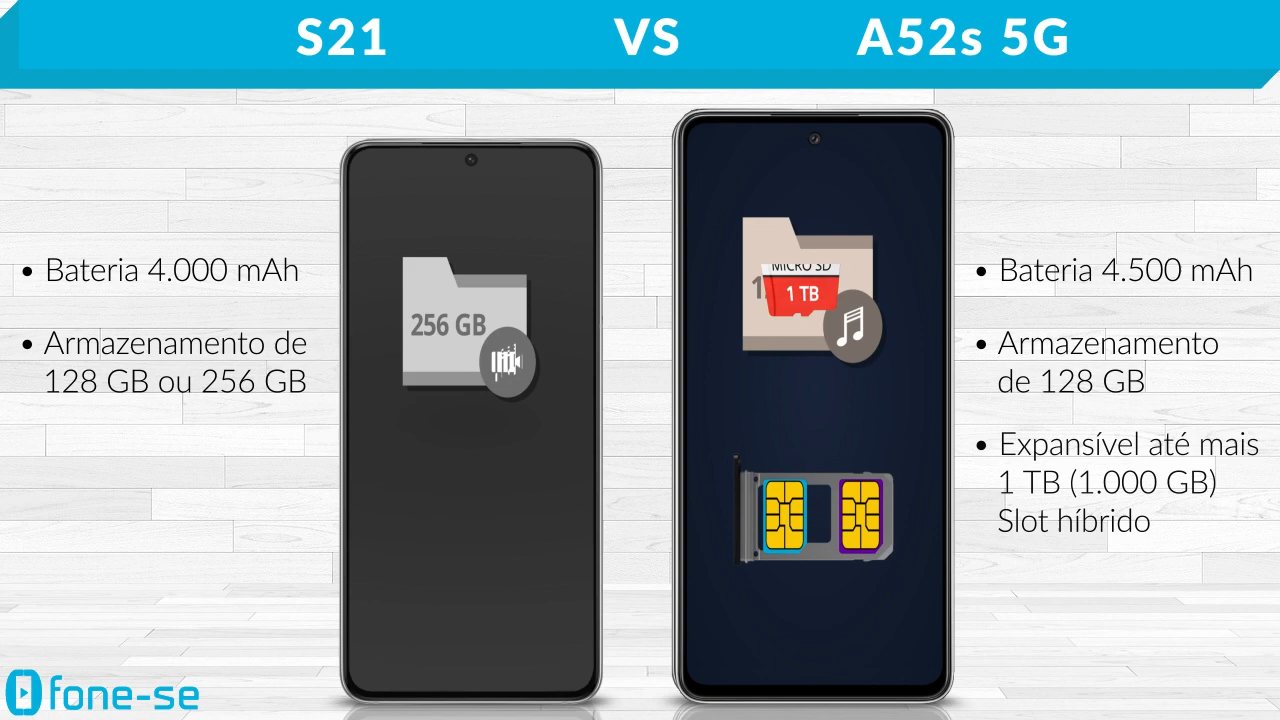 S21 VS A52s 5G
• Bateria 4.000 mAh
• Armazenamento de
128 GB ou 256 GB
256 GB
MICRO SD
1 TB
• Bateria 4.500 mAh
• Armazenamento
de 128 GB
• Expansível até mais
1 TB (1.000 GB)
Slot híbrido
fone-se